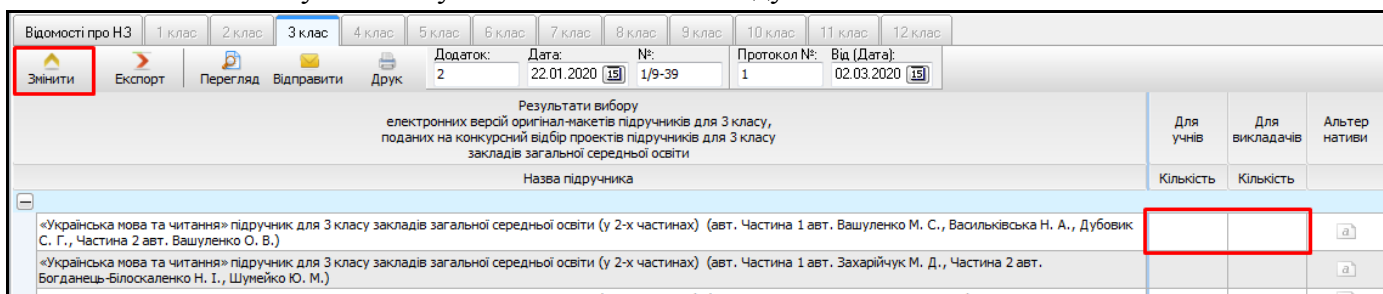 Відомості про НЗ 1 клас 2 клас 3 клас 4 клас 5 клас 6 клас 7 клас 8 клас 9 клас 10 клас 11 клас 12 клас
Змінити Експорт Перегляд Відправити Друк
Додаток: Дата: №: Протокол №: Від (Дата):
2 22.01.2020 15 1/9-39 1 02.03.2020 15
Результати вибору
електронних версій оригінал-макетів підручників для 3 класу,
поданих на конкурсний відбір проектів підручників для 3 класу
закладів загальної середньої освіти
Для
учнів
Для
викладачів
Альтер
нативи
Назва підручника Кількість Кількість
«Українська мова та читання» підручник для 3 класу закладів загальної середньої освіти (у 2-х частинах) (авт. Частина 1 авт. Вашуленко М. С., Васильківська Н. А., Дубовик
С. Г., Частина 2 авт. Вашуленко О. В.)
a
«Українська мова та читання» підручник для 3 класу закладів загальної середньої освіти (у 2-х частинах) (авт. Частина 1 авт. Захарійчук М. Д., Частина 2 авт.
Богданець-Білоскаленко Н. І., Шумейко Ю. М.)
a